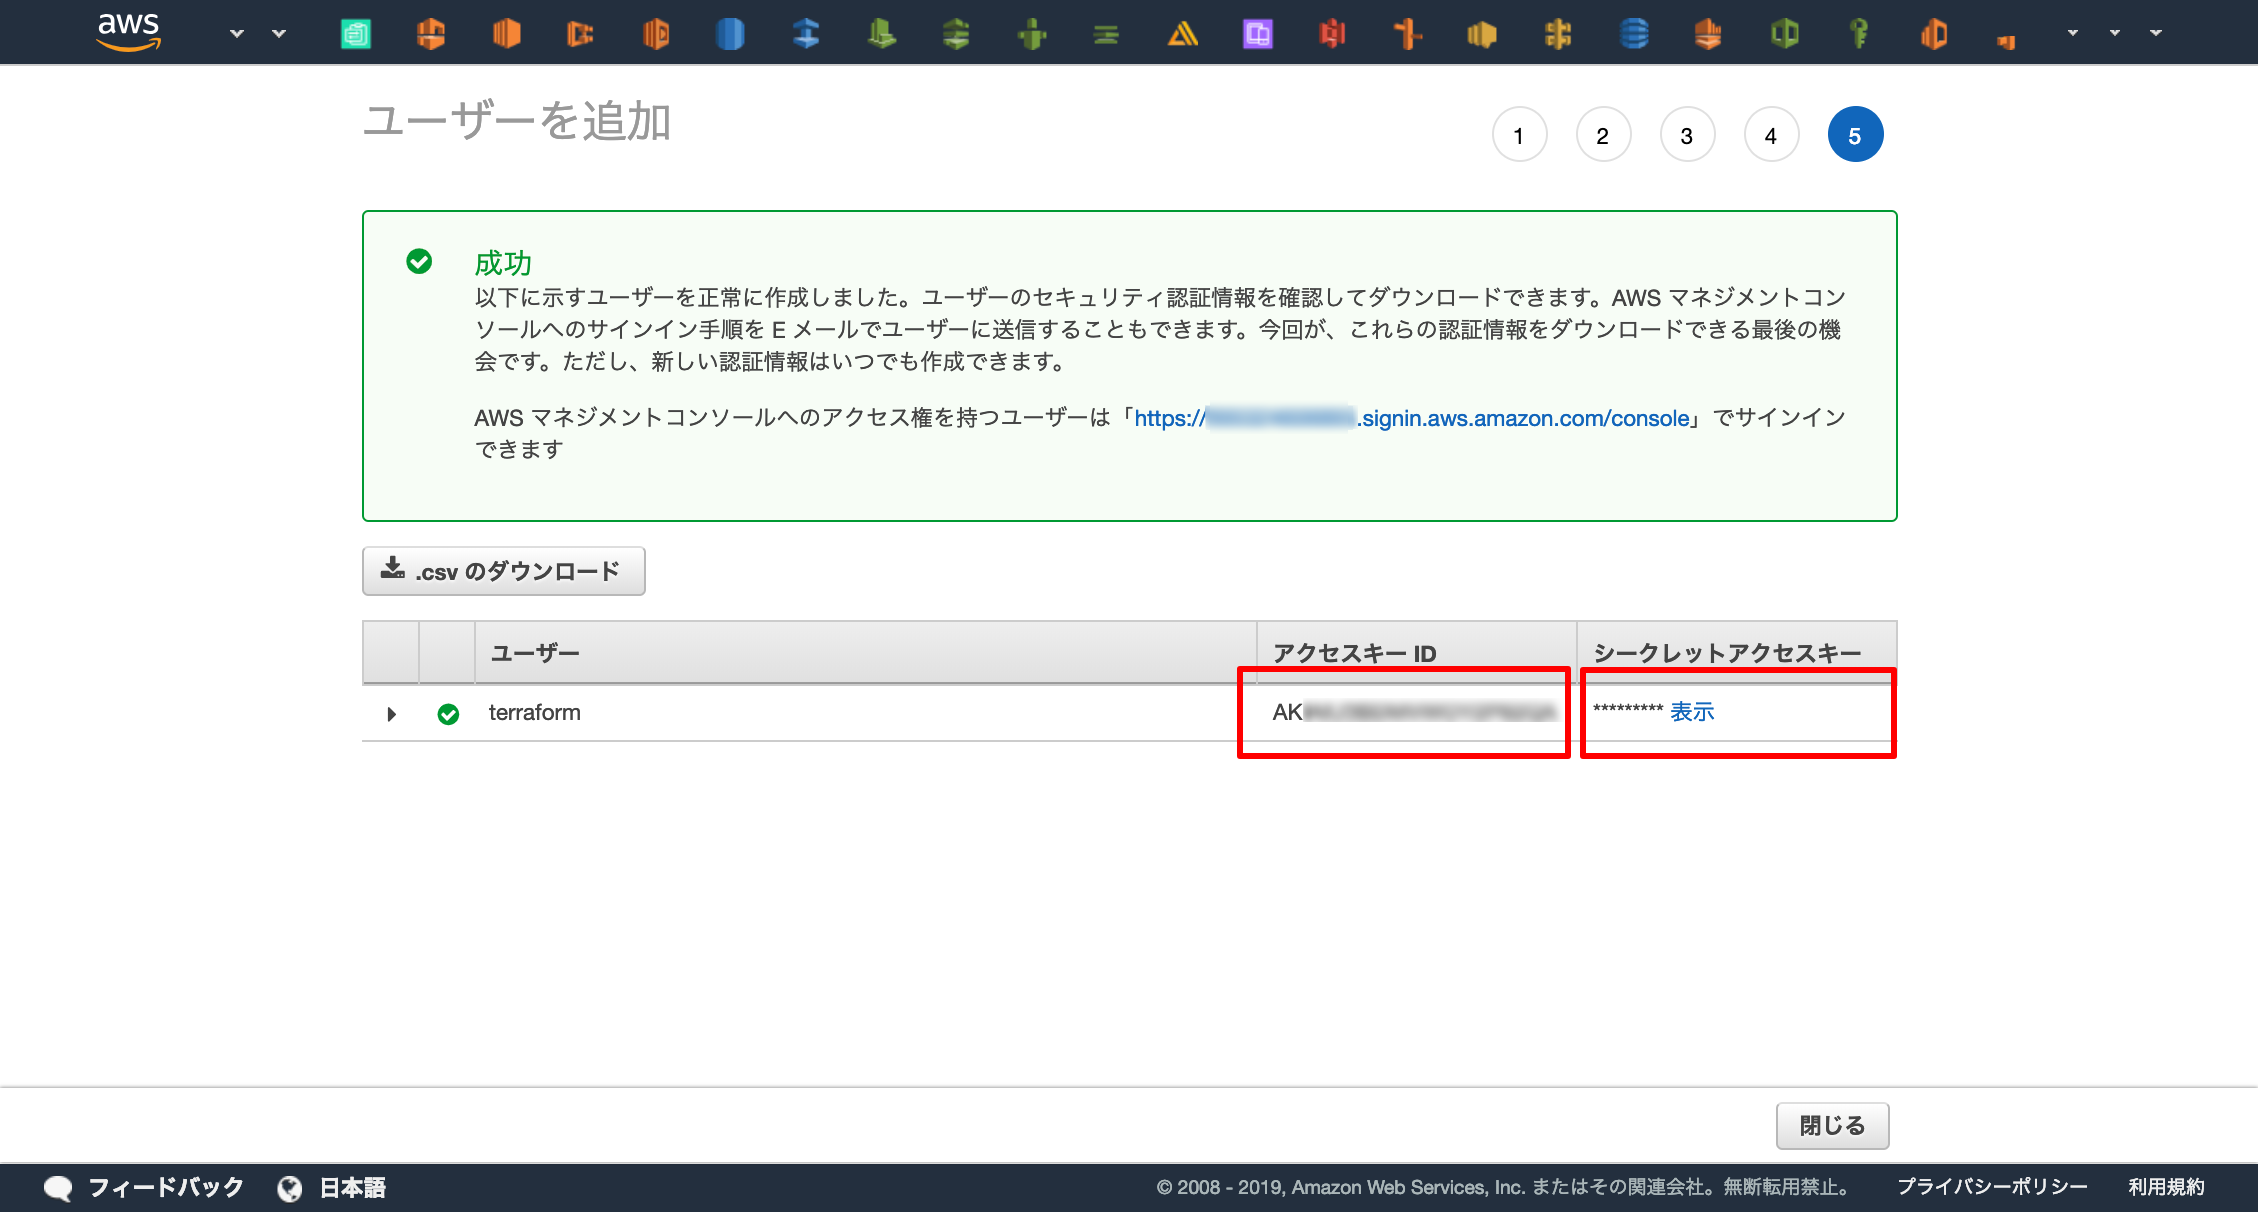 aws
ユーザーを追加
1 2 3 4 5
成功
以下に示すユーザーを正常に作成しました。ユーザーのセキュリティ認証情報を確認してダウンロードできます。AWS マネジメントコン
ソールへのサインイン手順を E メールでユーザーに送信することもできます。今回が、これらの認証情報をダウンロードできる最後の機
会です。ただし、新しい認証情報はいつでも作成できます。
AWS マネジメントコンソールへのアクセス権を持つユーザーは「https:// .signin.aws.amazon.com/console」でサインイン
できます
.csv のダウンロード
ユーザー アクセスキー ID シークレットアクセスキー
terraform AK ********* 表示
閉じる
フィードバック 日本語 © 2008 - 2019, Amazon Web Services, Inc. またはその関連会社。無断転用禁止。 プライバシーポリシー 利用規約